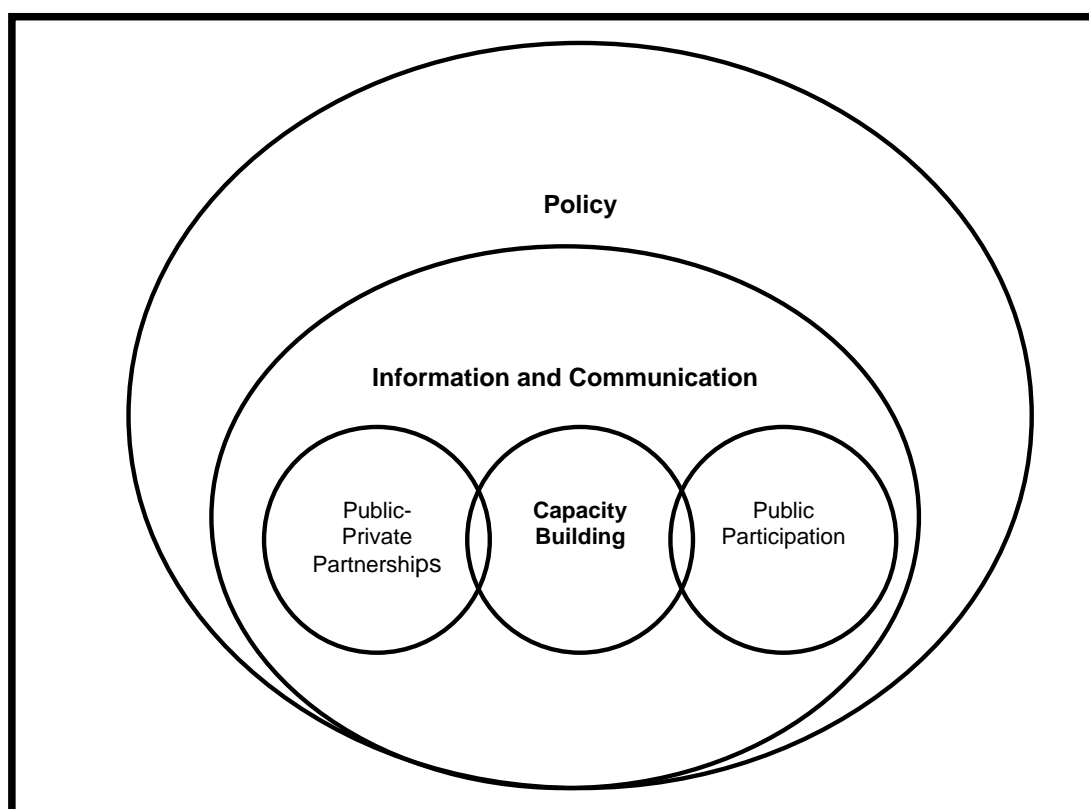 Policy
Information and Communication
Public-
Private
Partnerships
Capacity
Building
Public
Participation